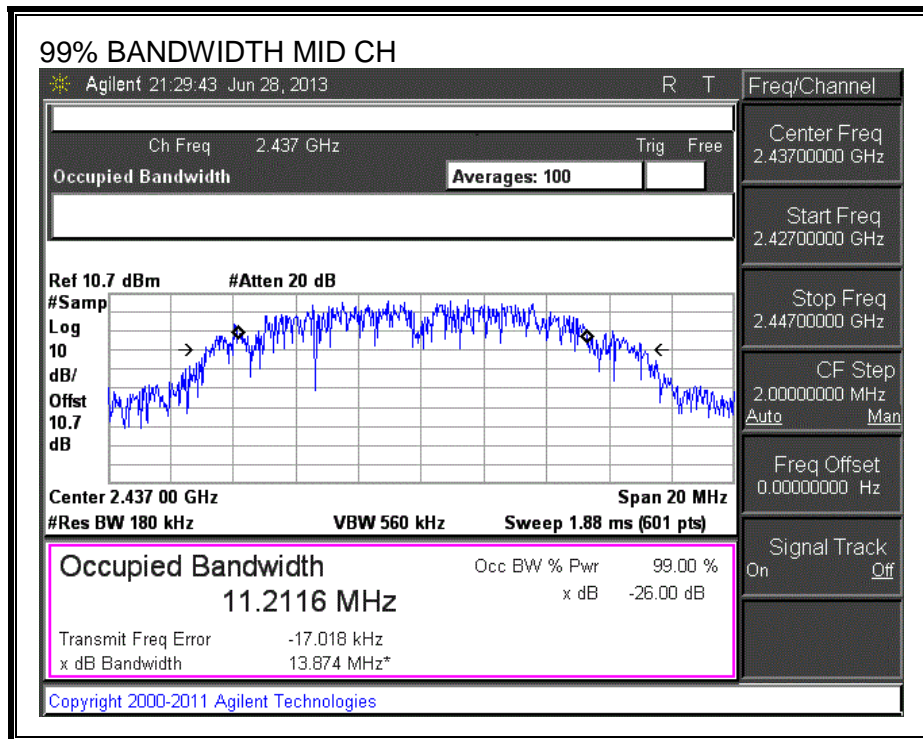 99% BANDWIDTH MID CH
Agilent 21:29:43 Jun 28, 2013 R T
Freq/Channel
Ch Freq 2.437 GHz Trig Free
Occupied Bandwidth Averages: 100
Center Freq
2.43700000 GHz
Start Freq
2.42700000 GHz
Stop Freq
2.44700000 GHz
CF Step
2.00000000 MHz
Auto Man
Freq Offset
0.00000000 Hz
Signal Track
On Off
Ref 10.7 dBm #Atten 20 dB
#Samp
Log
10
dB/
Offst
10.7
dB
Center 2.437 00 GHz Span 20 MHz
#Res BW 180 kHz VBW 560 kHz Sweep 1.88 ms (601 pts)
Occupied Bandwidth
11.2116 MHz
Occ BW % Pwr 99.00 %
x dB -26.00 dB
Transmit Freq Error -17.018 kHz
x dB Bandwidth 13.874 MHz*
Copyright 2000-2011 Agilent Technologies